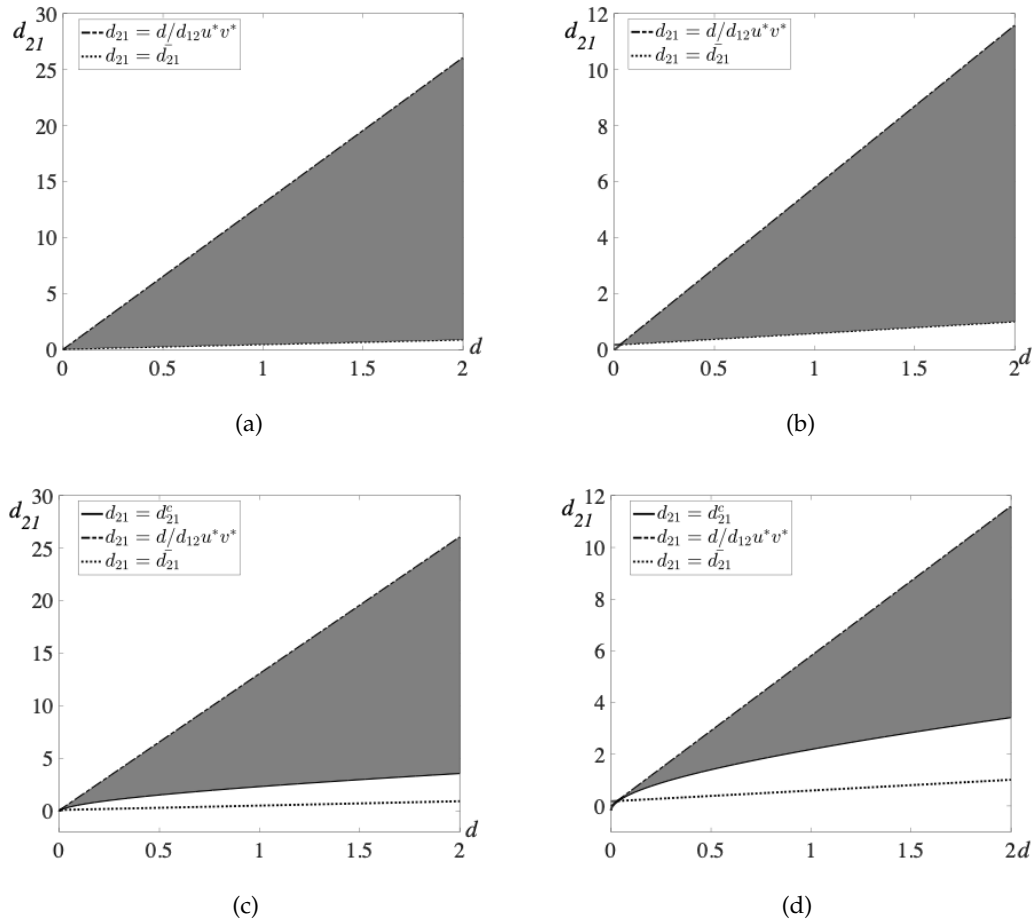 d₂₁
30
25
20
15
10
5
0
0 0.5 1 1.5 2
d
d₂₁ = d/d₁₂u*v*
d₂₁ = d̄₂₁
(a)
d₂₁
12
10
8
6
4
2
0
0 0.5 1 1.5 2
d
d₂₁ = d/d₁₂u*v*
d₂₁ = d̄₂₁
(b)
d₂₁
30
25
20
15
10
5
0
0 0.5 1 1.5 2
d
d₂₁ = dᶜ₂₁
d₂₁ = d/d₁₂u*v*
d₂₁ = d̄₂₁
(c)
d₂₁
12
10
8
6
4
2
0
0 0.5 1 1.5 2
d
d₂₁ = dᶜ₂₁
d₂₁ = d/d₁₂u*v*
d₂₁ = d̄₂₁
(d)